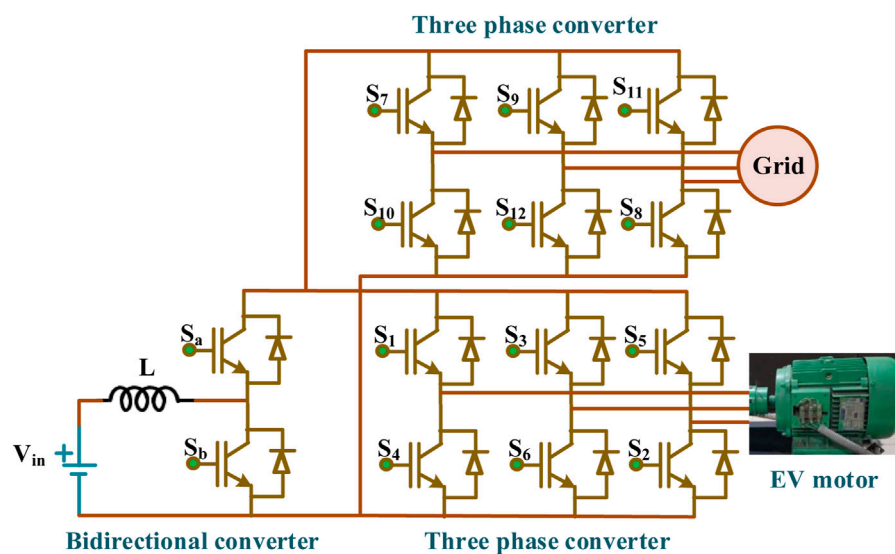 Three phase converter
S7
S9
S11
Grid
S10
S12
S8
Sa
S1
S3
S5
L
Vin
+
Sb
S4
S6
S2
EV motor
Bidirectional converter
Three phase converter